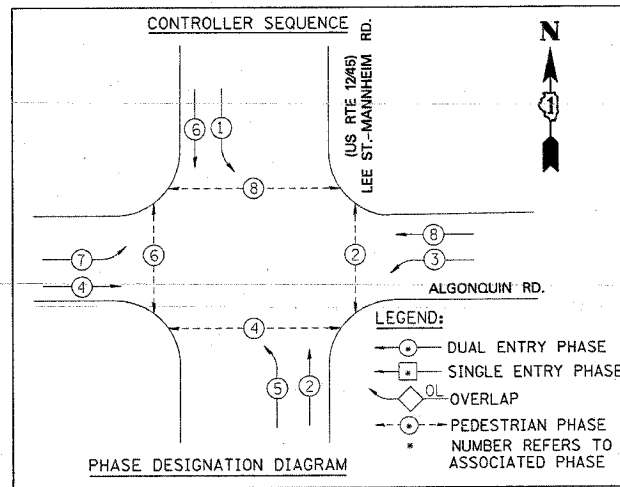 CONTROLLER SEQUENCE
(US RTE 12/45)
LEE ST.-MANNHEIM RD.
N
1
6
1
8
7
4
6
2
8
3
ALGONQUIN RD.
4
5
2
LEGEND:
* DUAL ENTRY PHASE
* SINGLE ENTRY PHASE
OL OVERLAP
* PEDESTRIAN PHASE
* NUMBER REFERS TO
ASSOCIATED PHASE
PHASE DESIGNATION DIAGRAM